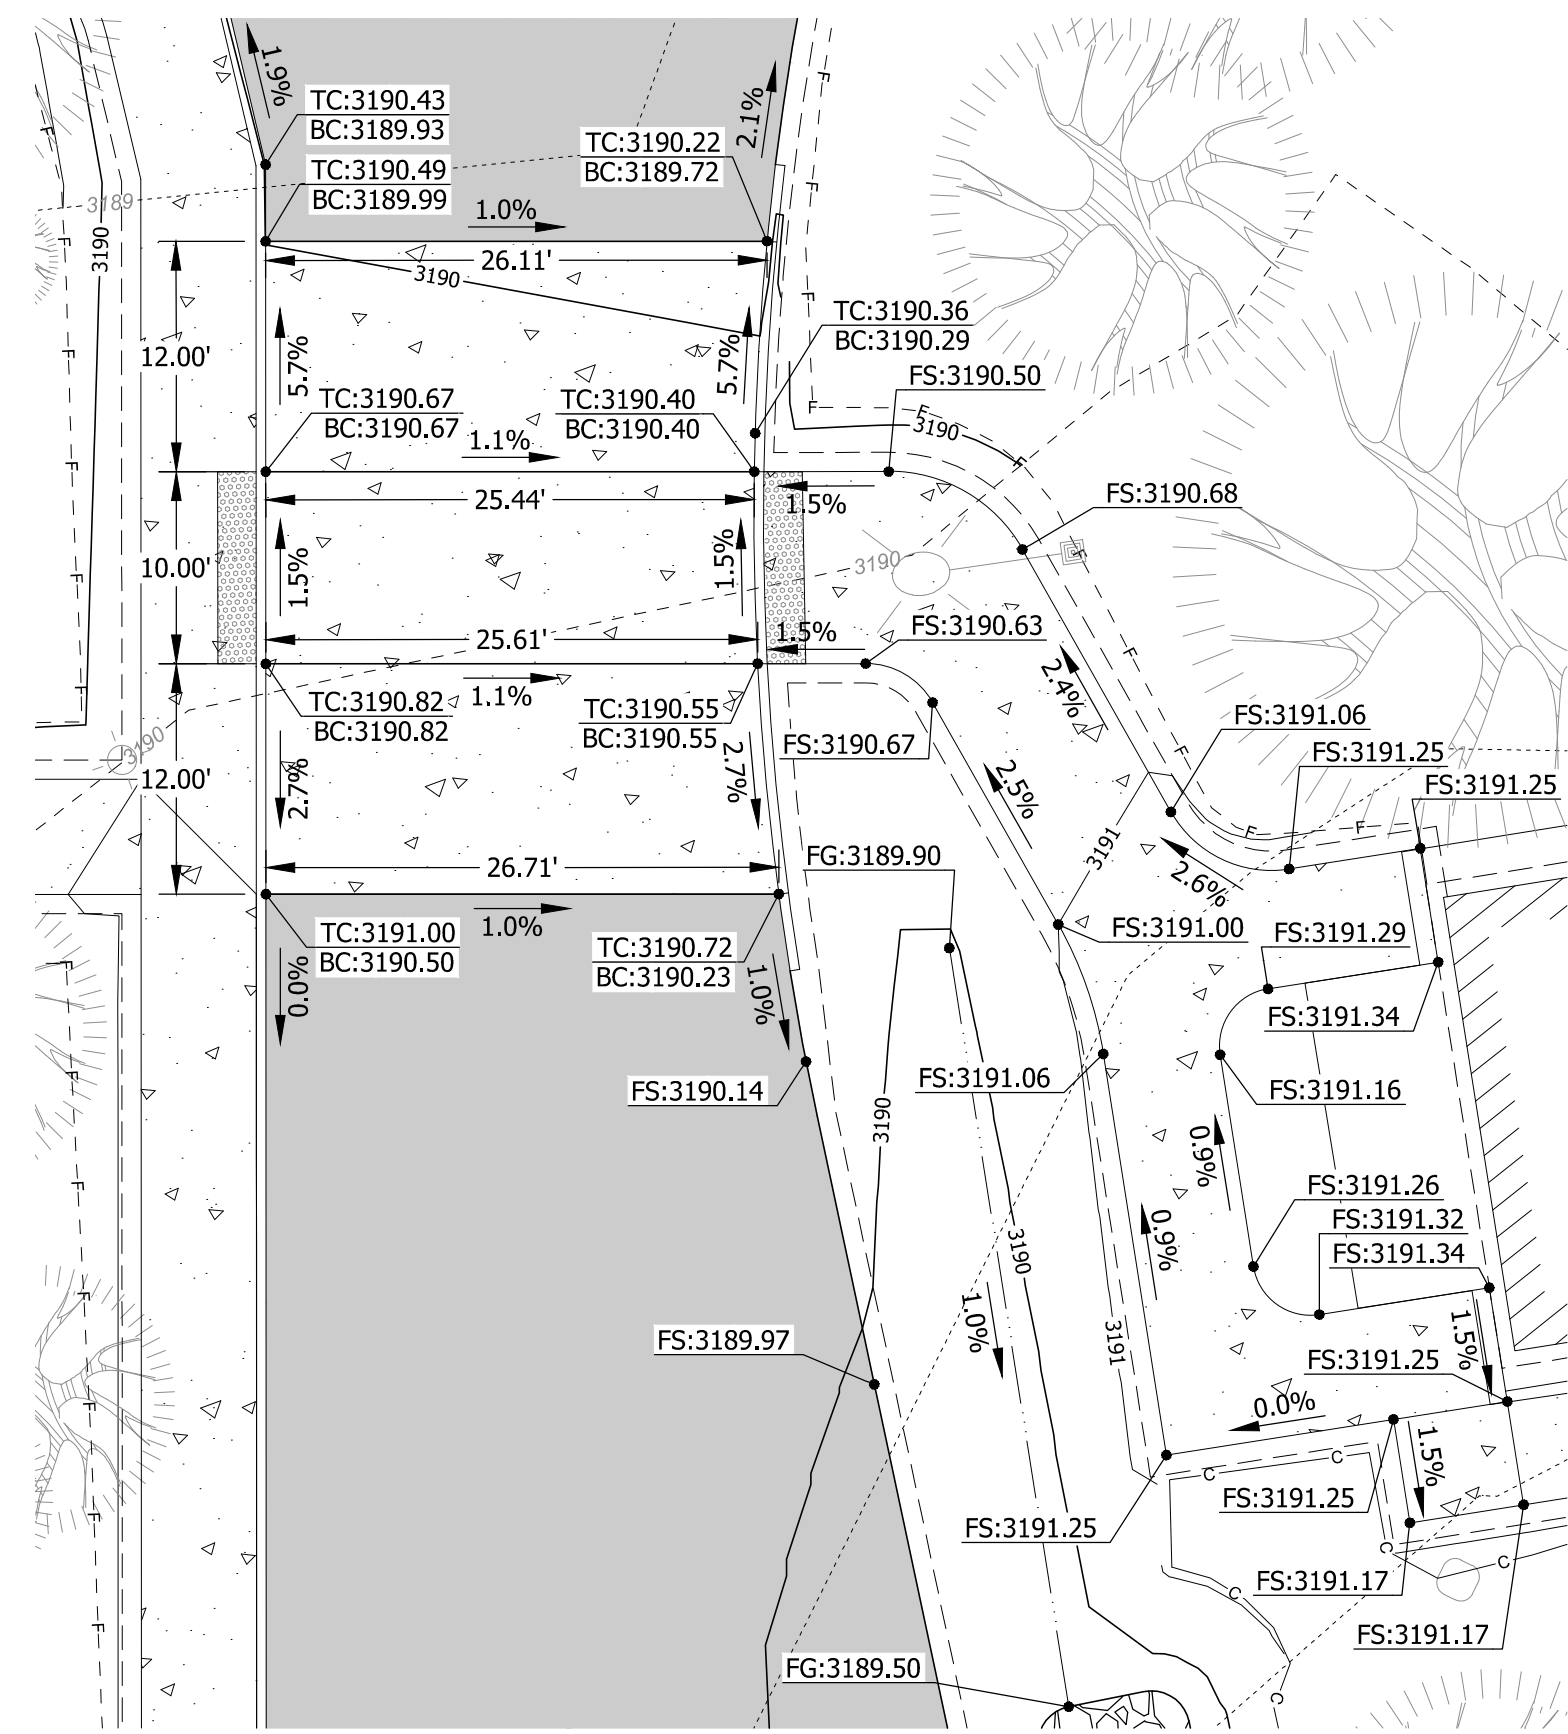 1.9%
TC:3190.43
BC:3189.93
TC:3190.22
BC:3189.72
2.1%
F
F
TC:3190.49
BC:3189.99
3189
F
1.0%
3190
F
26.11'
3190
F
12.00'
F
5.7%
5.7%
TC:3190.36
BC:3190.29
FS:3190.50
TC:3190.67
BC:3190.67
TC:3190.40
BC:3190.40
F
F
3190
1.1%
F
F
25.44'
1.5%
FS:3190.68
10.00'
1.5%
1.5%
3190
F
F
25.61'
1.5%
FS:3190.63
F
F
1.1%
2.4%
TC:3190.82
BC:3190.82
TC:3190.55
BC:3190.55
FS:3190.67
FS:3191.06
3190
F
FS:3191.25
12.00'
2.7%
2.7%
2.5%
FS:3191.25
F
F
3191
26.71'
FG:3189.90
2.6%
1.0%
TC:3191.00
BC:3190.50
TC:3190.72
BC:3190.23
FS:3191.00
FS:3191.29
F
0.0%
1.0%
FS:3191.34
F
FS:3190.14
FS:3191.06
FS:3191.16
3190
0.9%
F
FS:3191.26
0.9%
FS:3191.32
3190
FS:3191.34
F
1.0%
FS:3189.97
3191
FS:3191.25
1.5%
F
0.0%
1.5%
C
C
F
FS:3191.25
FS:3191.25
C
C
FS:3191.17
C
F
FS:3191.17
FG:3189.50
C